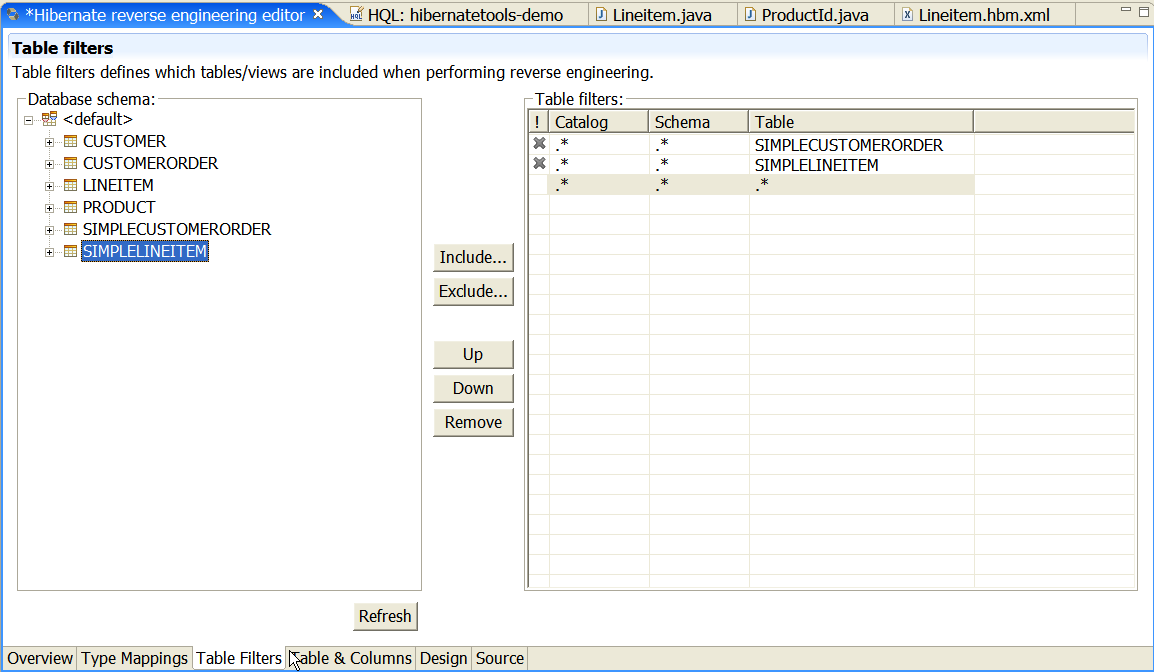 *Hibernate reverse engineering editor HQL: hibernatetools-demo Lineitem.java ProductId.java Lineitem.hbm.xml
Table filters
Table filters defines which tables/views are included when performing reverse engineering.
Database schema:
<default>
CUSTOMER
CUSTOMERORDER
LINEITEM
PRODUCT
SIMPLECUSTOMERORDER
SIMPLELINEITEM
Include...
Exclude...
Up
Down
Remove
Table filters:
! Catalog Schema Table
.* .* SIMPLECUSTOMERORDER
.* .* SIMPLELINEITEM
.* .* .*
Refresh
Overview Type Mappings Table Filters Table & Columns Design Source